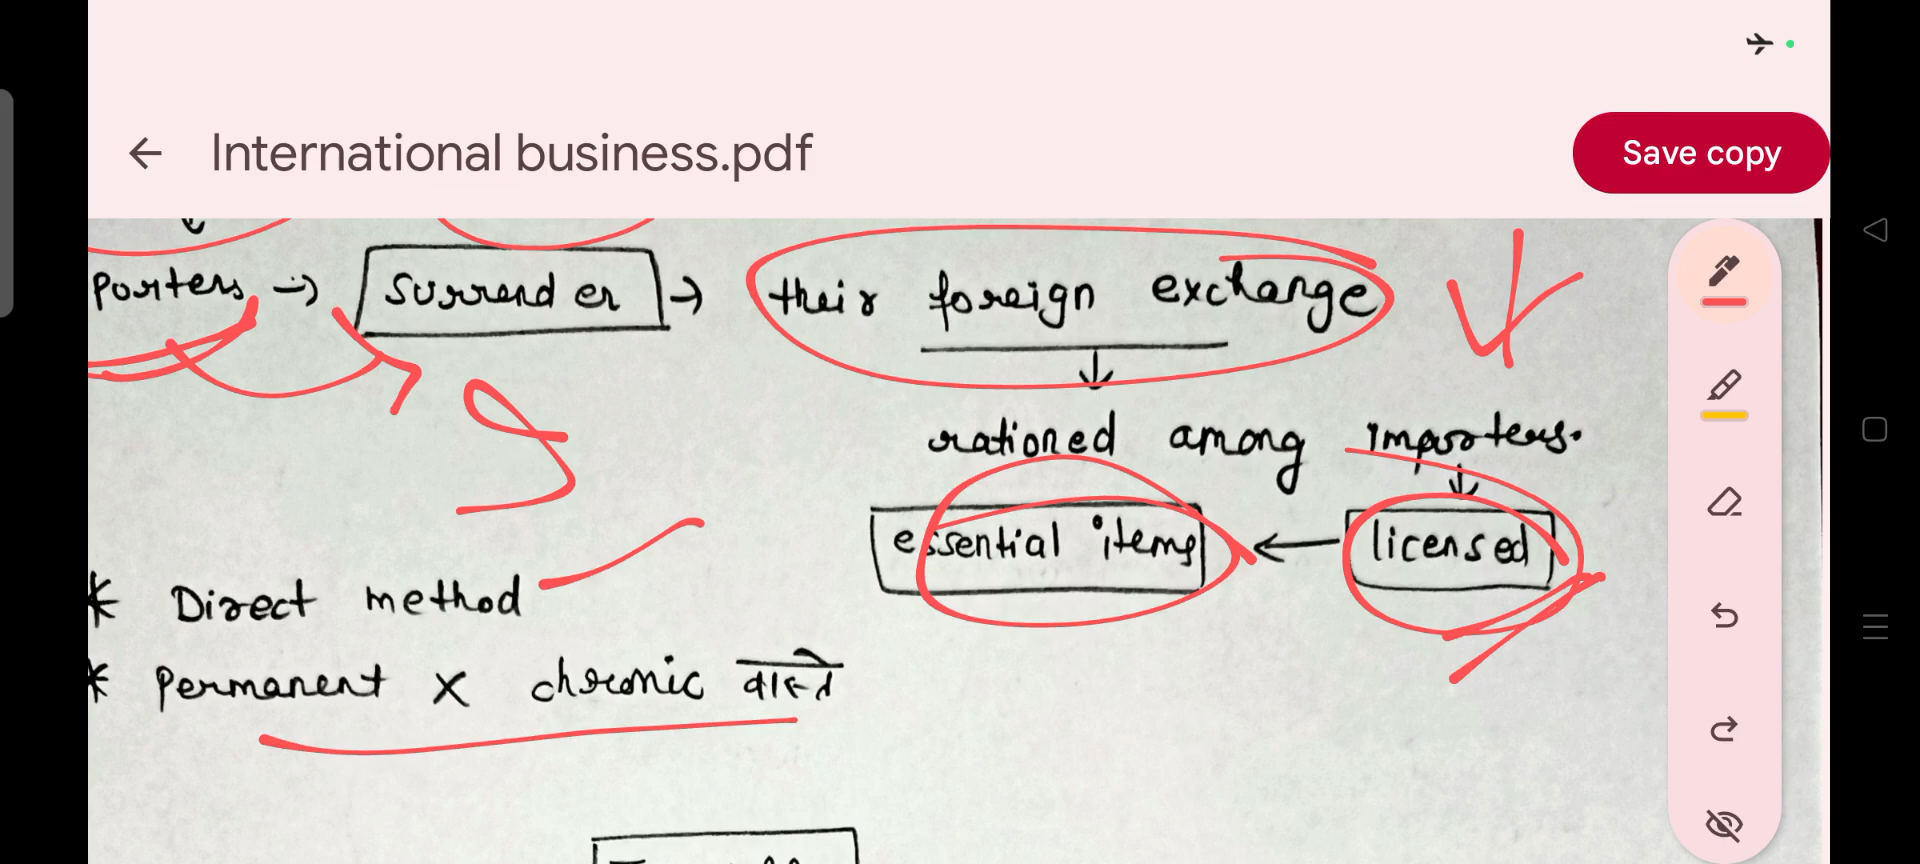 International business.pdf
Save copy
porters → surrender → their foreign exchange
rationed among importers.
essential items ← licensed
* Direct method
* Permanent X chronic